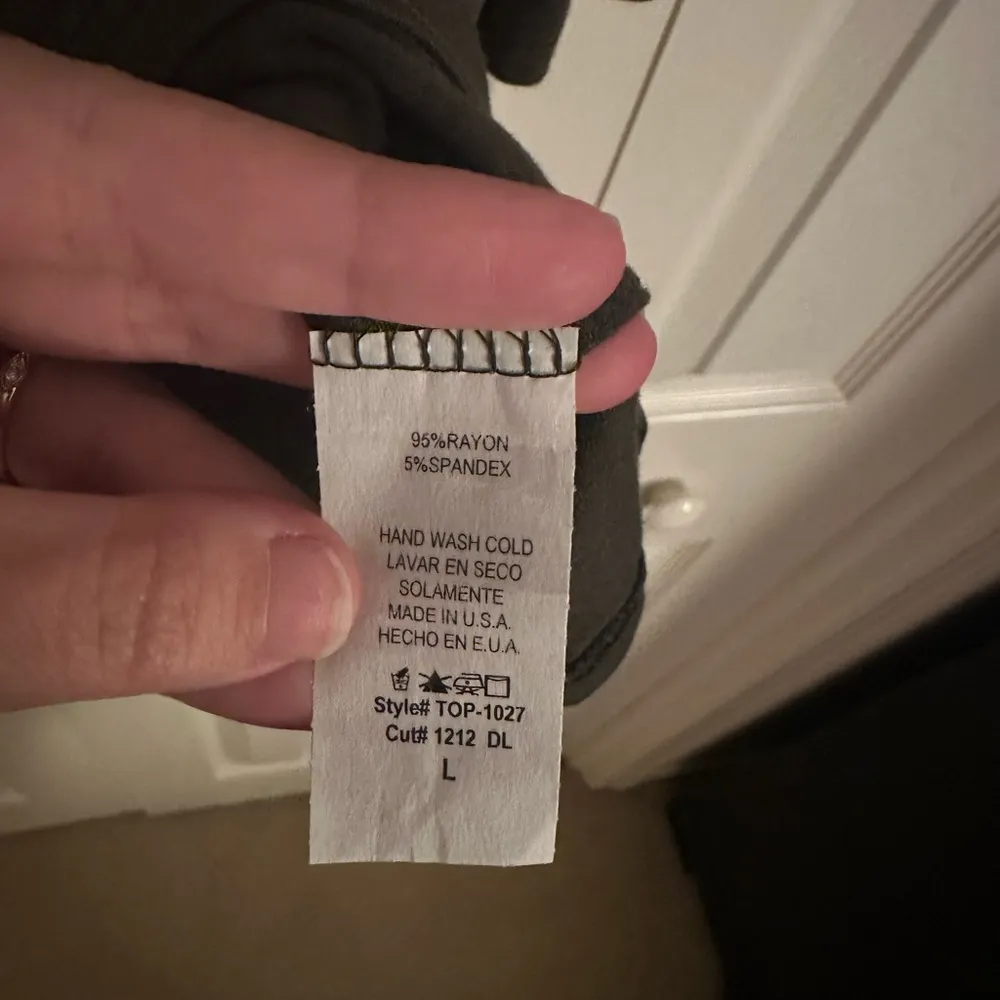 95%RAYON
5%SPANDEX
HAND WASH COLD
LAVAR EN SECO
SOLAMENTE
MADE IN U.S.A.
HECHO EN E.U.A.
Style# TOP-1027
Cut# 1212 DL
L